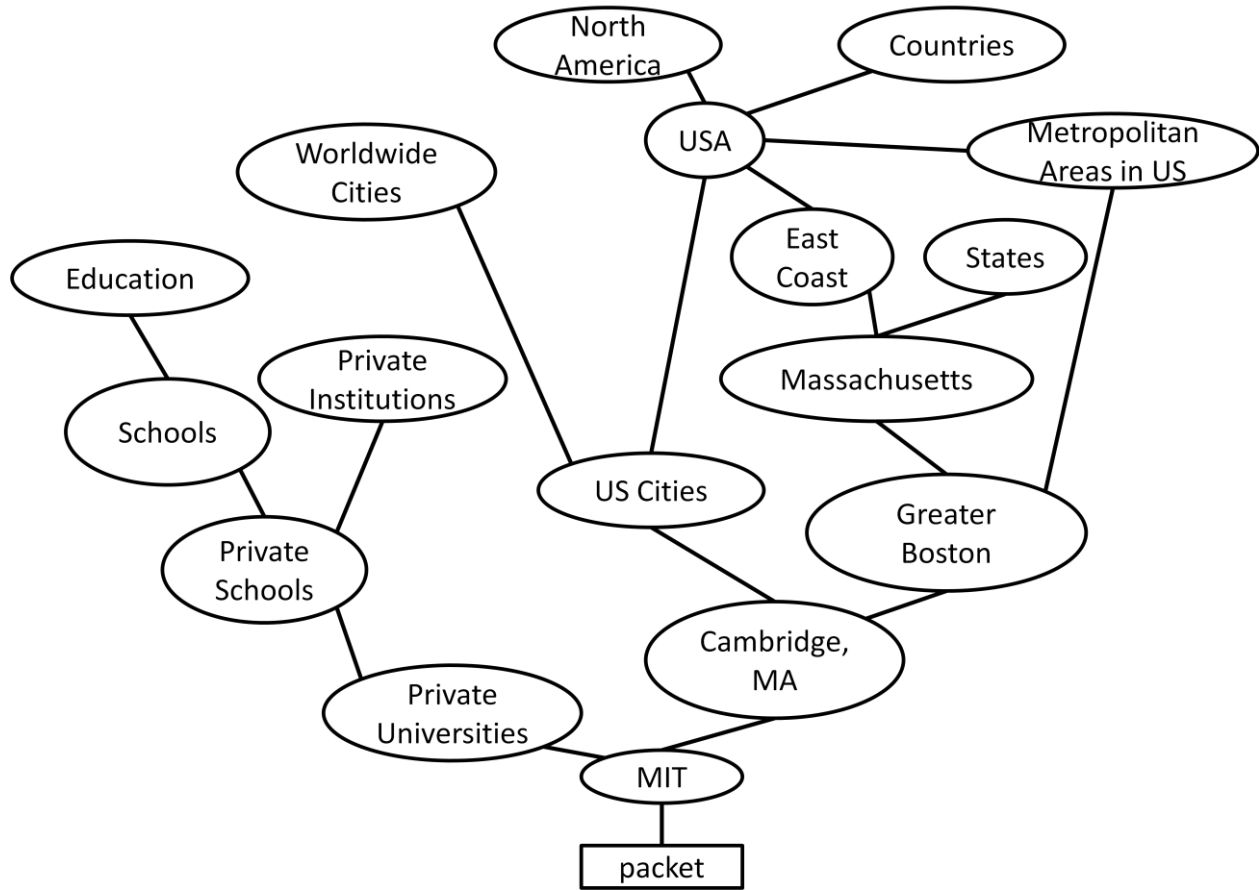 North
America
Countries
USA
Metropolitan
Areas in US
Worldwide
Cities
East
Coast
States
Education
Private
Institutions
Massachusetts
Schools
US Cities
Greater
Boston
Private
Schools
Cambridge,
MA
Private
Universities
MIT
packet